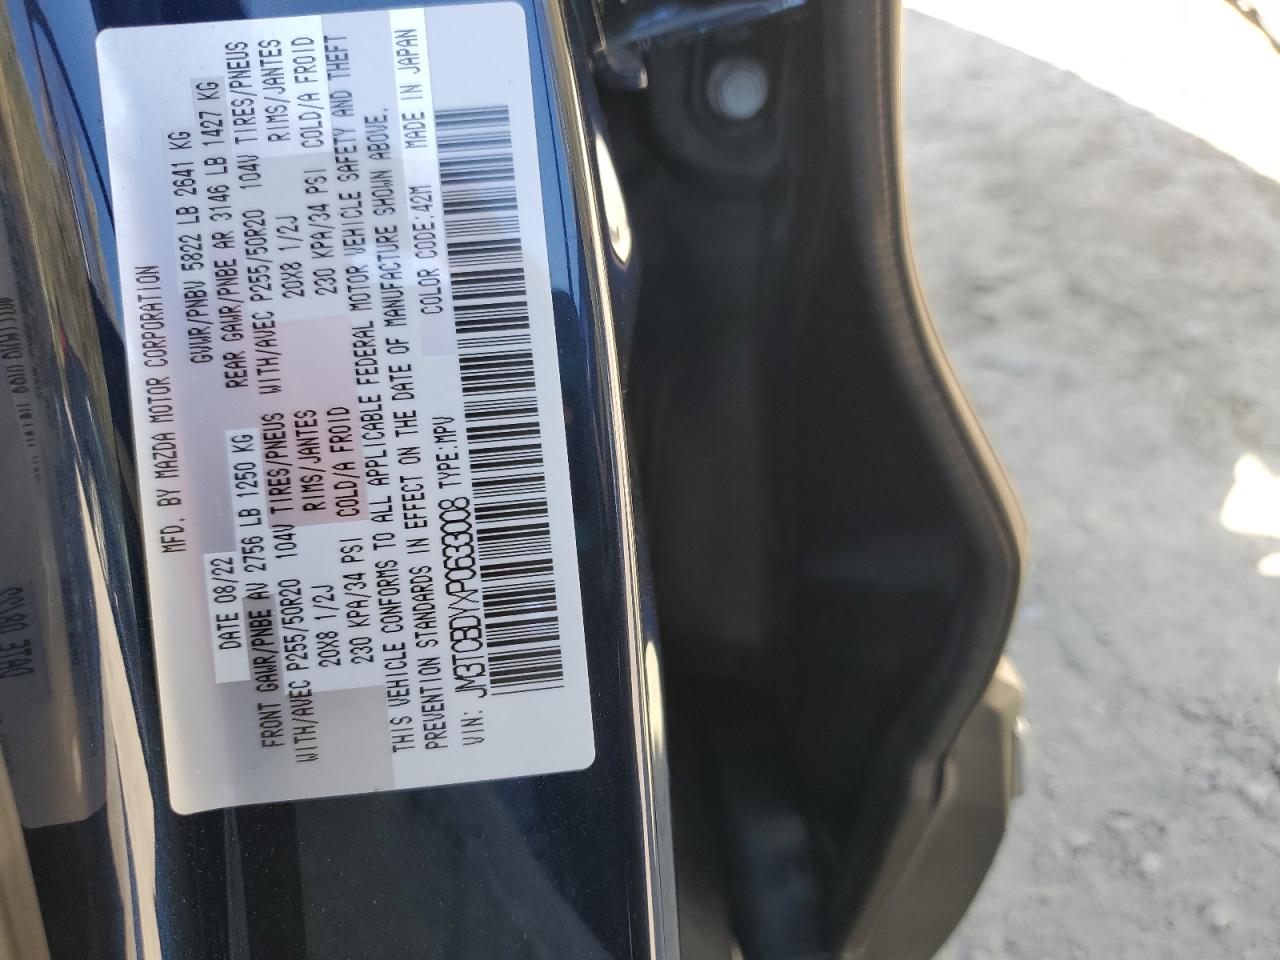 MFD. BY MAZDA MOTOR CORPORATION
DATE 08/22 GVWR/PNBV 5822 LB 2641 KG
FRONT GAWR/PNBE AV 2756 LB 1250 KG REAR GAWR/PNBE AR 3146 LB 1427 KG
WITH/AVEC P255/50R20 104V TIRES/PNEUS WITH/AVEC P255/50R20 104V TIRES/PNEUS
20X8 1/2J RIMS/JANTES 20X8 1/2J RIMS/JANTES
230 KPA/34 PSI COLD/A FROID 230 KPA/34 PSI COLD/A FROID
THIS VEHICLE CONFORMS TO ALL APPLICABLE FEDERAL MOTOR VEHICLE SAFETY AND THEFT
PREVENTION STANDARDS IN EFFECT ON THE DATE OF MANUFACTURE SHOWN ABOVE.
VIN: JM3TCBDYXP0633008 TYPE:MPV COLOR CODE:42M MADE IN JAPAN